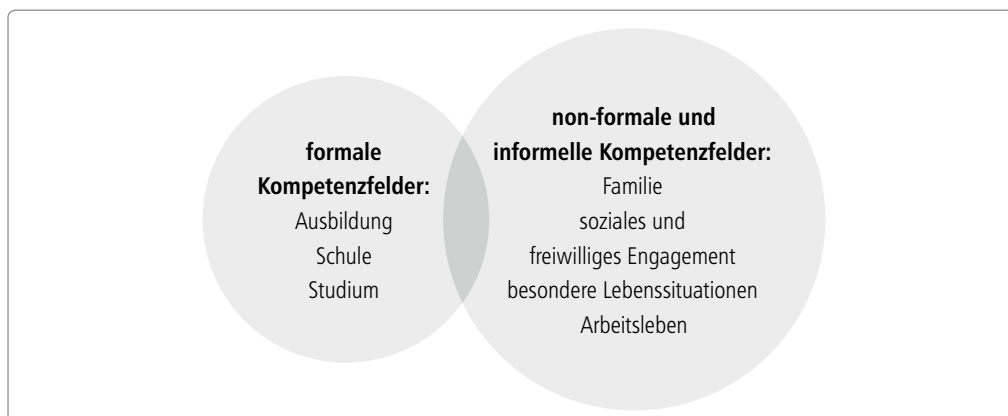 formale
Kompetenzfelder:
Ausbildung
Schule
Studium
non-formale und
informelle Kompetenzfelder:
Familie
soziales und
freiwilliges Engagement
besondere Lebenssituationen
Arbeitsleben